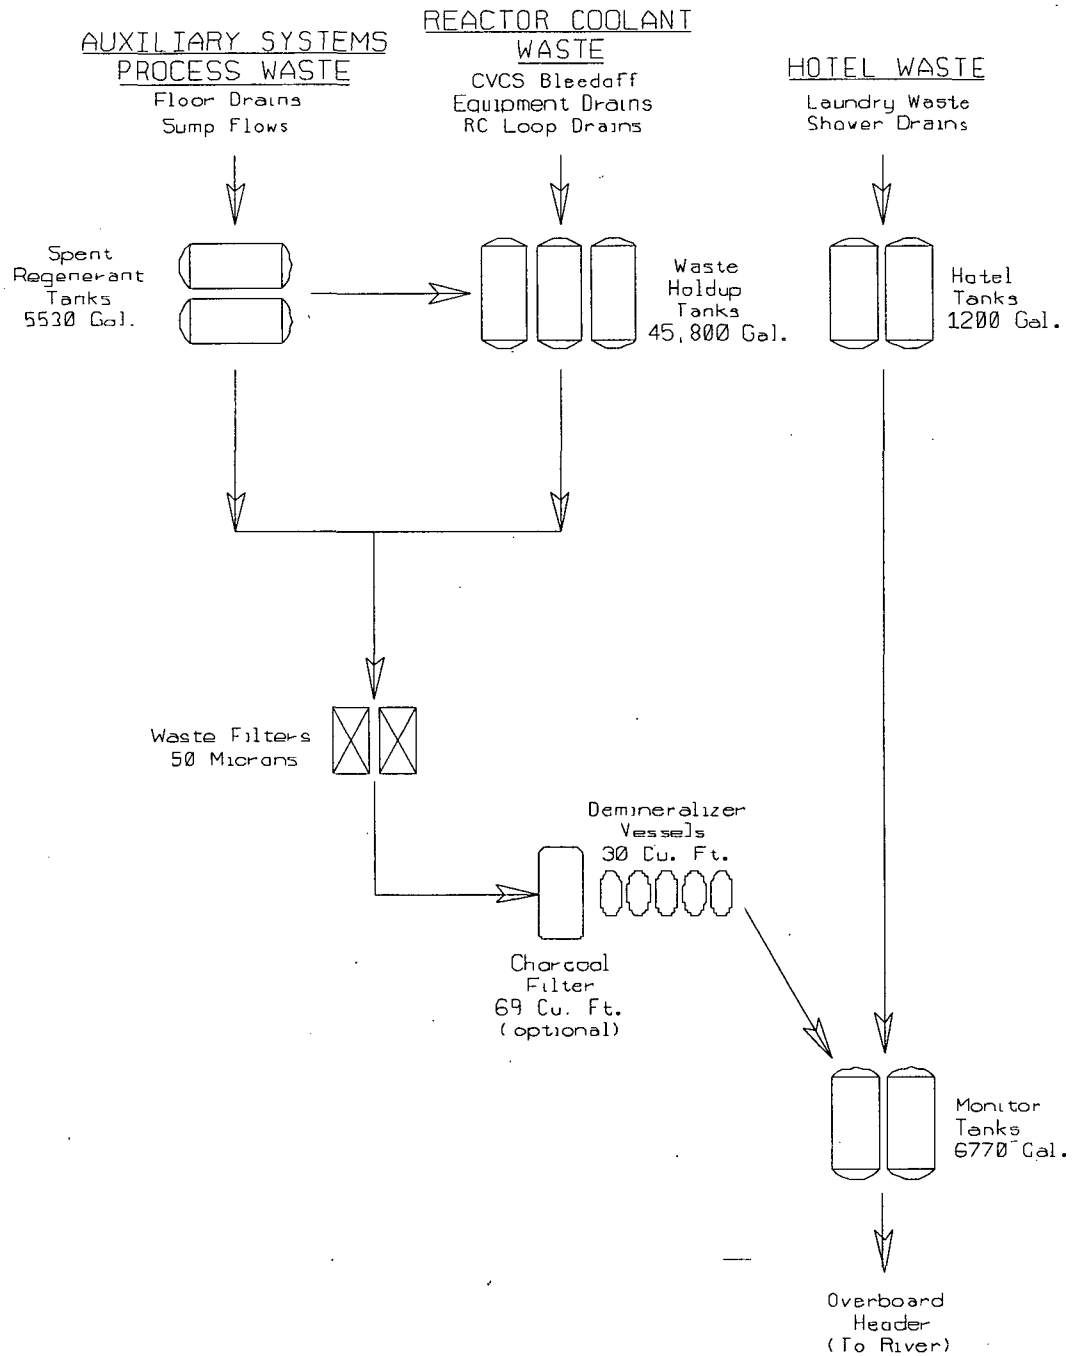 AUXILIARY SYSTEMS
PROCESS WASTE
Floor Drains
Sump Flows
REACTOR COOLANT
WASTE
CVCS Bleedoff
Equipment Drains
RC Loop Drains
HOTEL WASTE
Laundry Waste
Shower Drains
Spent
Regenerant
Tanks
5530 Gal.
Waste
Holdup
Tanks
45,800 Gal.
Hotel
Tanks
1200 Gal.
Waste Filters
50 Microns
Demineralizer
Vessels
30 Cu. Ft.
Charcoal
Filter
69 Cu. Ft.
(optional)
Monitor
Tanks
6770 Gal.
Overboard
Header
(To River)